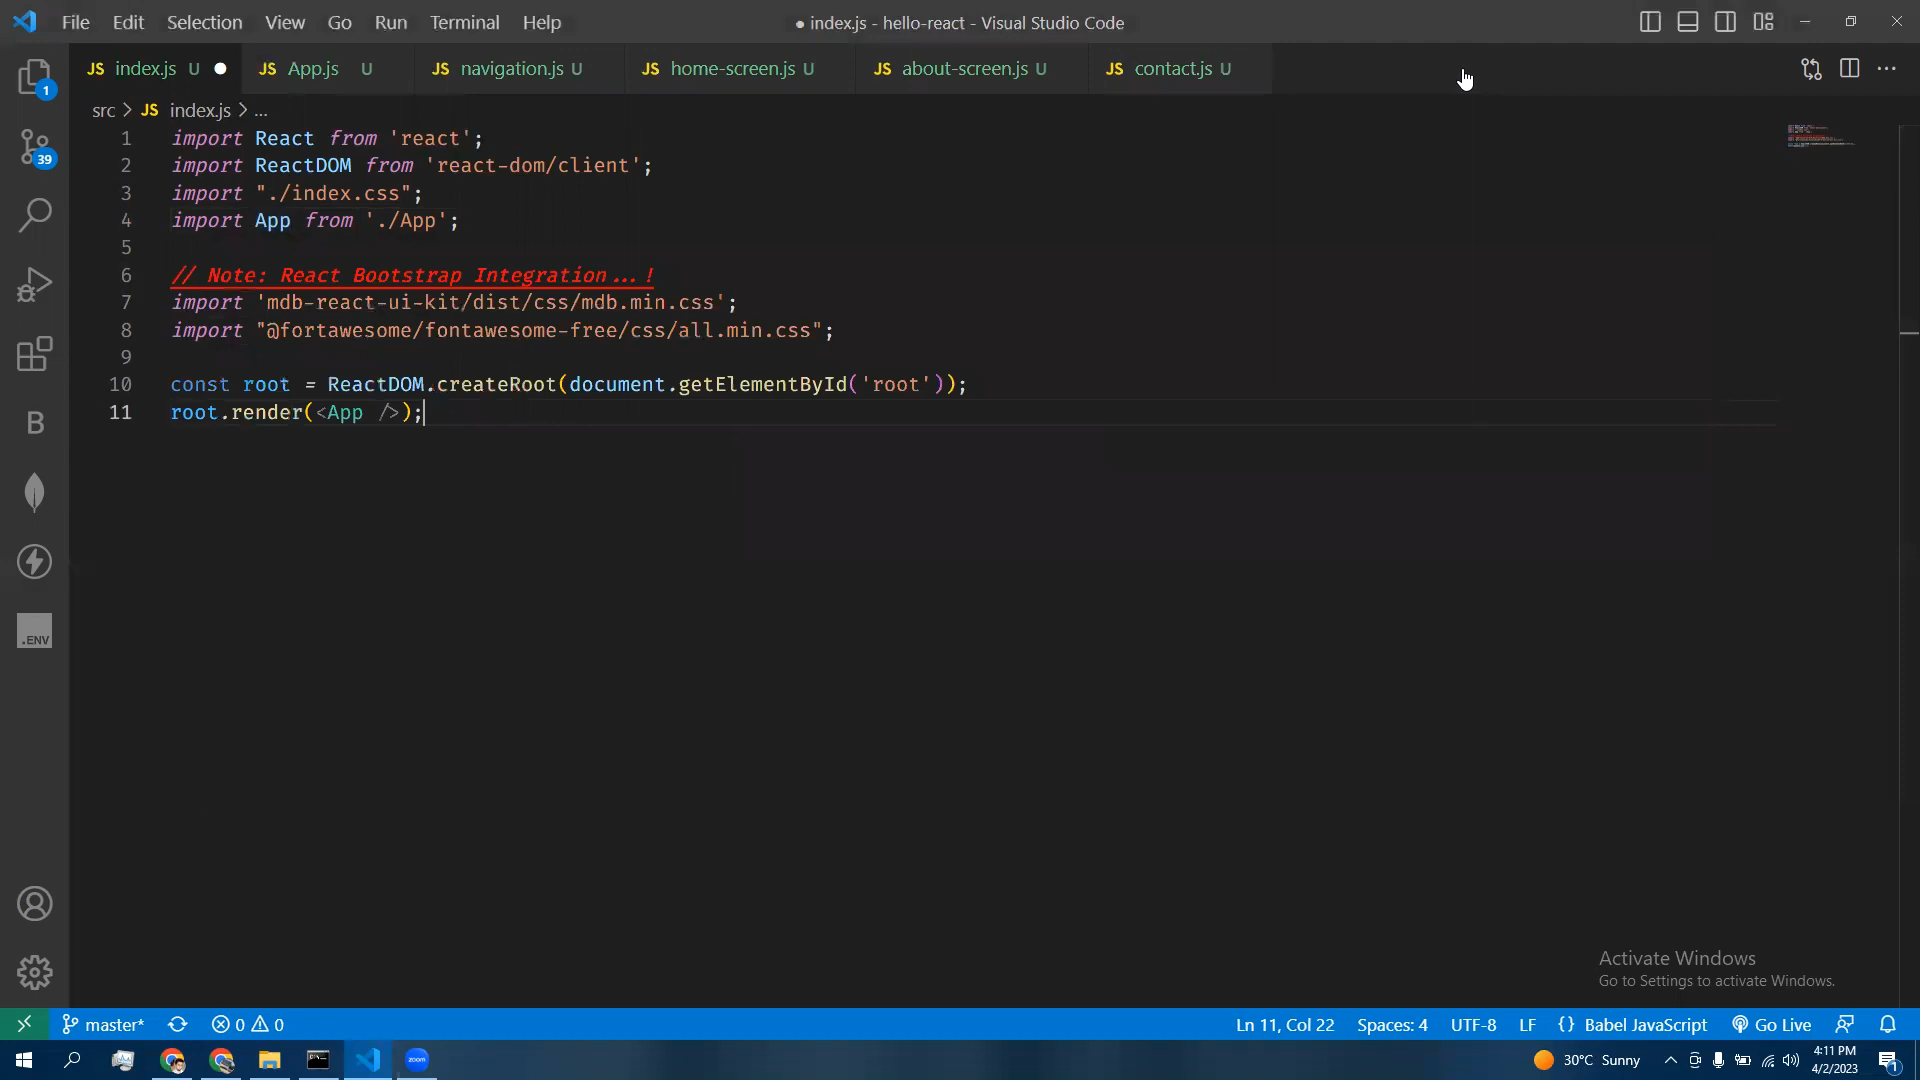 File Edit Selection View Go Run Terminal Help
● index.js - hello-react - Visual Studio Code
JS index.js U ●
JS App.js U
JS navigation.js U
JS home-screen.js U
JS about-screen.js U
JS contact.js U
src > JS index.js > ...
1 import React from 'react';
2 import ReactDOM from 'react-dom/client';
3 import "./index.css";
4 import App from './App';
5
6 // Note: React Bootstrap Integration...!
7 import 'mdb-react-ui-kit/dist/css/mdb.min.css';
8 import "@fortawesome/fontawesome-free/css/all.min.css";
9
10 const root = ReactDOM.createRoot(document.getElementById('root'));
11 root.render(<App />);
1
39
B
.ENV
Activate Windows
Go to Settings to activate Windows.
master* 0 0
Ln 11, Col 22 Spaces: 4 UTF-8 LF {} Babel JavaScript Go Live
zoom
30°C Sunny
4:11 PM
4/2/2023
1